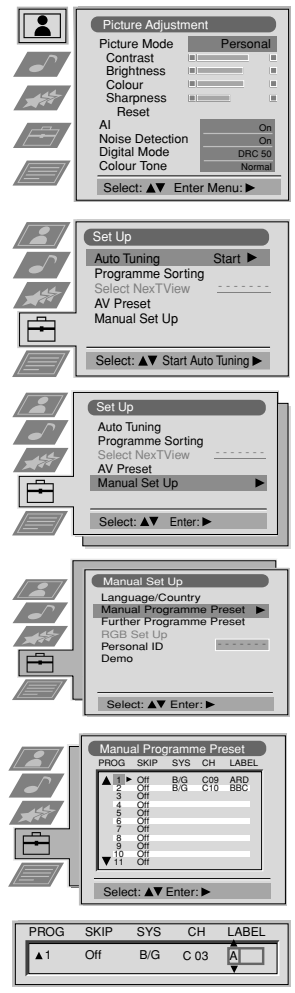 Picture Adjustment
Picture Mode Personal
Contrast
Brightness
Colour
Sharpness
Reset
AI On
Noise Detection On
Digital Mode DRC 50
Colour Tone Normal
Select: ▲▼ Enter Menu: ▶
Set Up
Auto Tuning Start ▶
Programme Sorting
Select NexTView - - - - - - -
AV Preset
Manual Set Up
Select: ▲▼ Start Auto Tuning ▶
Set Up
Auto Tuning
Programme Sorting
Select NexTView - - - - - - -
AV Preset
Manual Set Up ▶
Select: ▲▼ Enter: ▶
Manual Set Up
Language/Country
Manual Programme Preset ▶
Further Programme Preset
RGB Set Up
Personal ID - - - - - - -
Demo
Select: ▲▼ Enter: ▶
Manual Programme Preset
PROG SKIP SYS CH LABEL
▲ 1 ▶ Off B/G C09 ARD
2 Off B/G C10 BBC
3 Off
4 Off
5 Off
6 Off
7 Off
8 Off
9 Off
10 Off
▼ 11 Off
Select: ▲▼ Enter: ▶
PROG SKIP SYS CH LABEL
▲1 Off B/G C 03 A